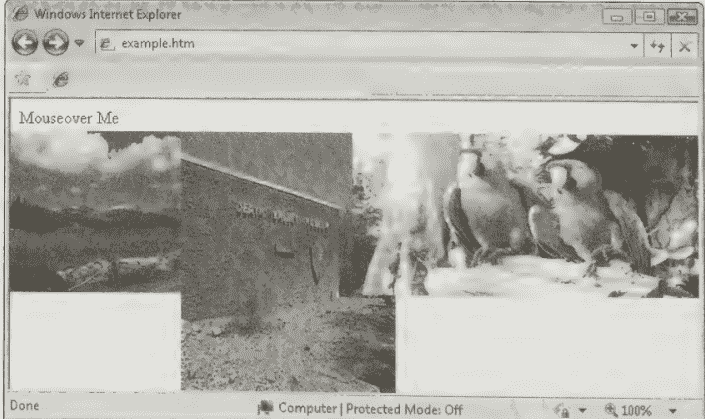 Windows Internet Explorer
example.htm
Mouseover Me
Done
Computer | Protected Mode: Off
100%